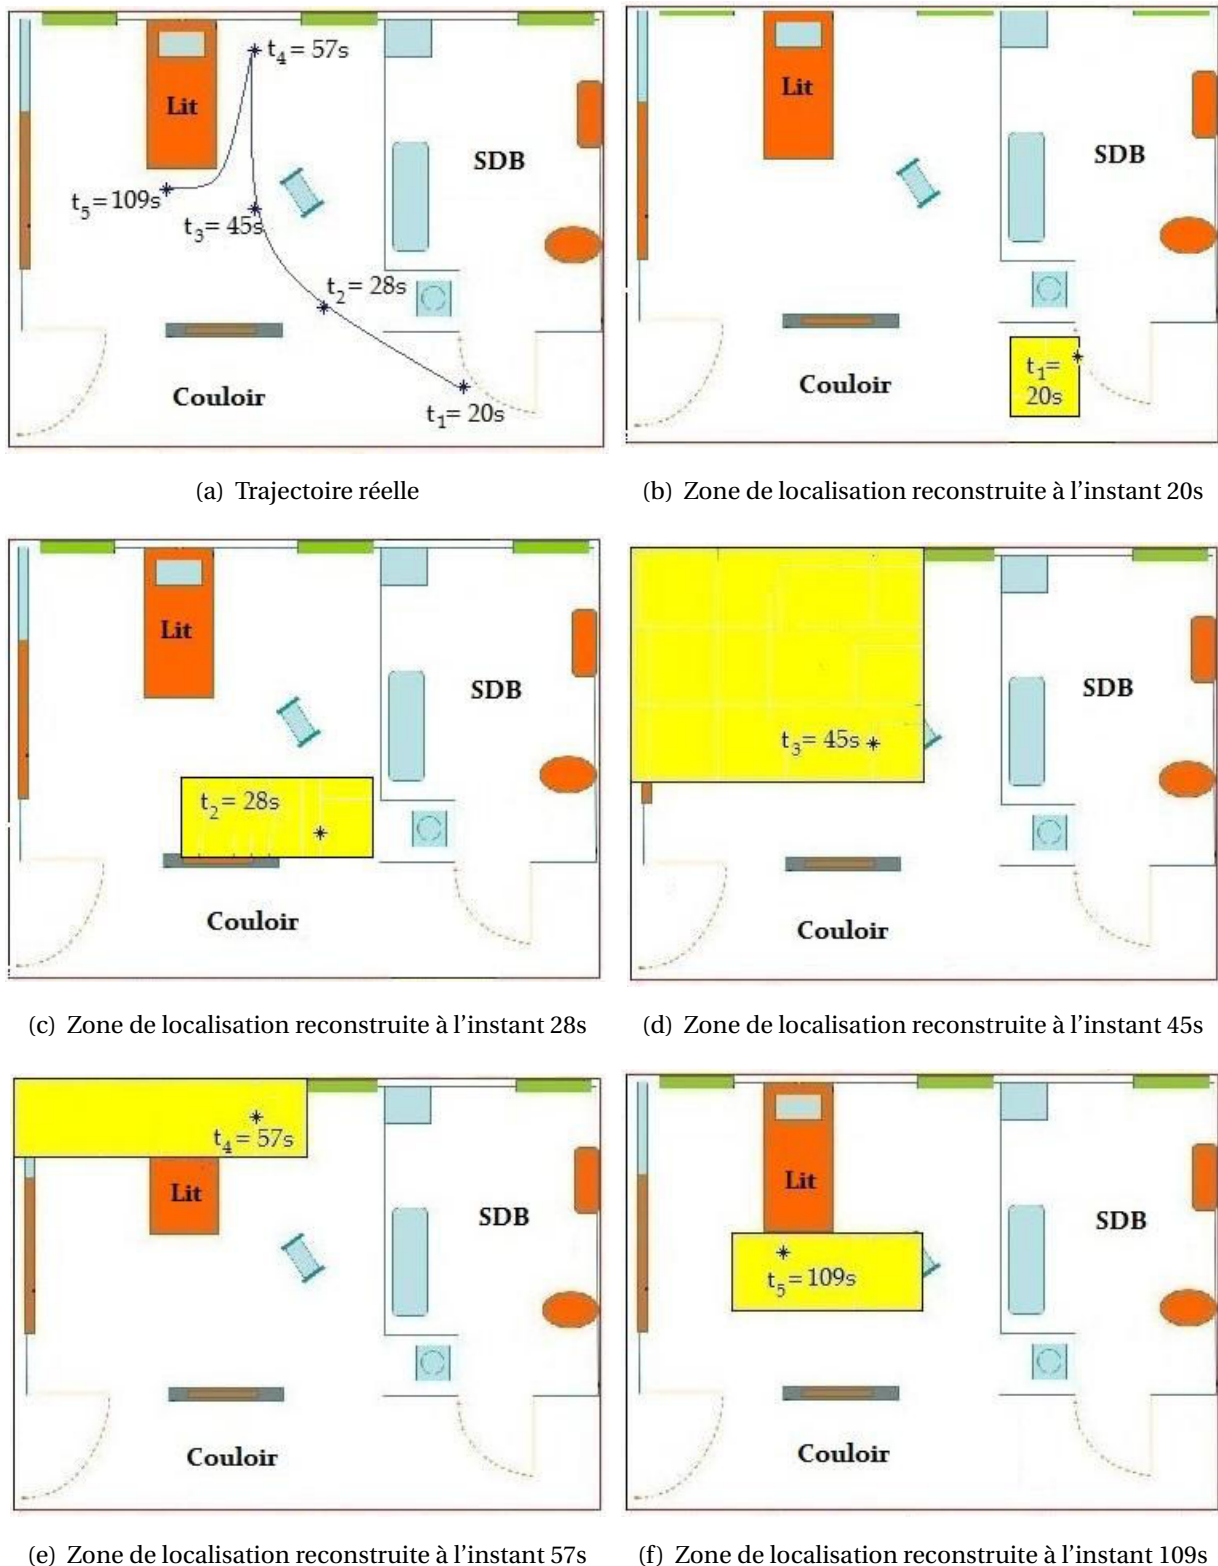 t4 = 57s
Lit
SDB
t5 = 109s
t3 = 45s
t2 = 28s
Couloir
t1 = 20s
(a) Trajectoire réelle
Lit
SDB
t1=
20s
Couloir
(b) Zone de localisation reconstruite à l'instant 20s
Lit
SDB
t2 = 28s
Couloir
(c) Zone de localisation reconstruite à l'instant 28s
SDB
t3 = 45s
Couloir
(d) Zone de localisation reconstruite à l'instant 45s
t4 = 57s
Lit
SDB
Couloir
(e) Zone de localisation reconstruite à l'instant 57s
Lit
SDB
t5 = 109s
Couloir
(f) Zone de localisation reconstruite à l'instant 109s